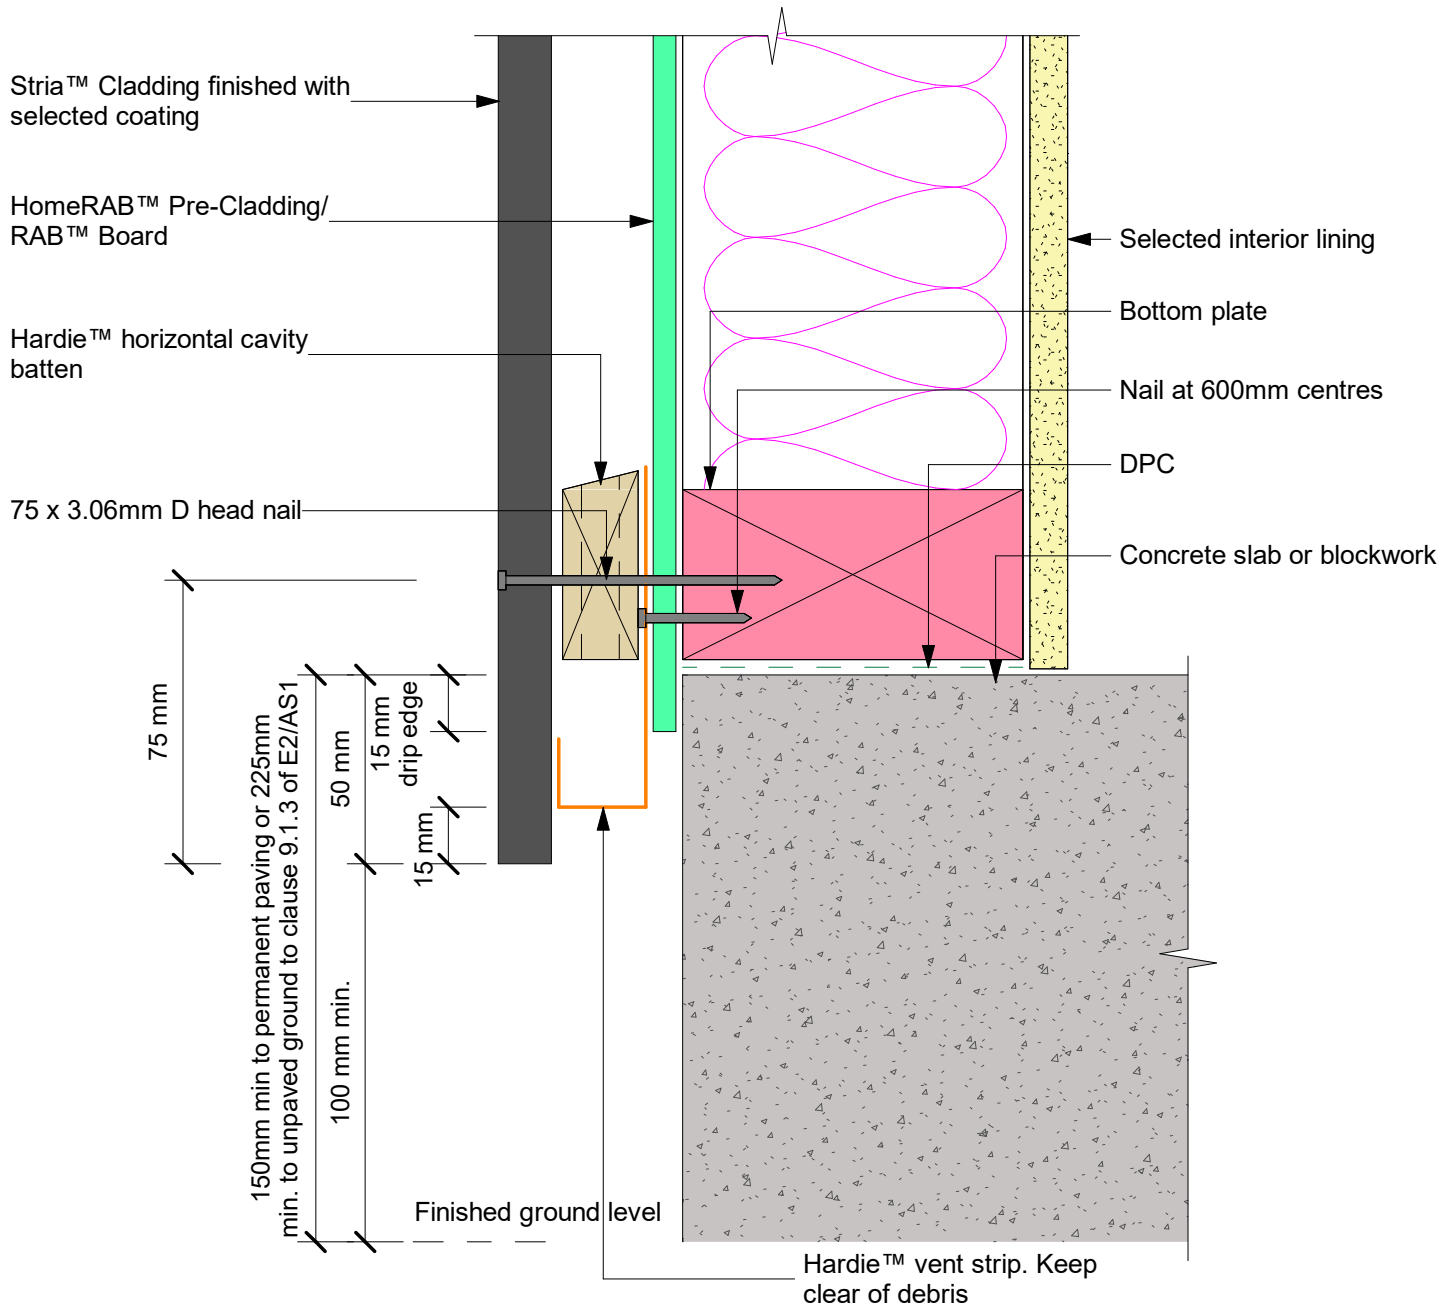 Stria™ Cladding finished with
selected coating
HomeRAB™ Pre-Cladding/
RAB™ Board
Hardie™ horizontal cavity
batten
75 x 3.06mm D head nail
Selected interior lining
Bottom plate
Nail at 600mm centres
DPC
Concrete slab or blockwork
75 mm
150mm min to permanent paving or 225mm
min. to unpaved ground to clause 9.1.3 of E2/AS1
50 mm
100 mm min.
15 mm
drip edge
15 mm
Finished ground level
Hardie™ vent strip. Keep
clear of debris